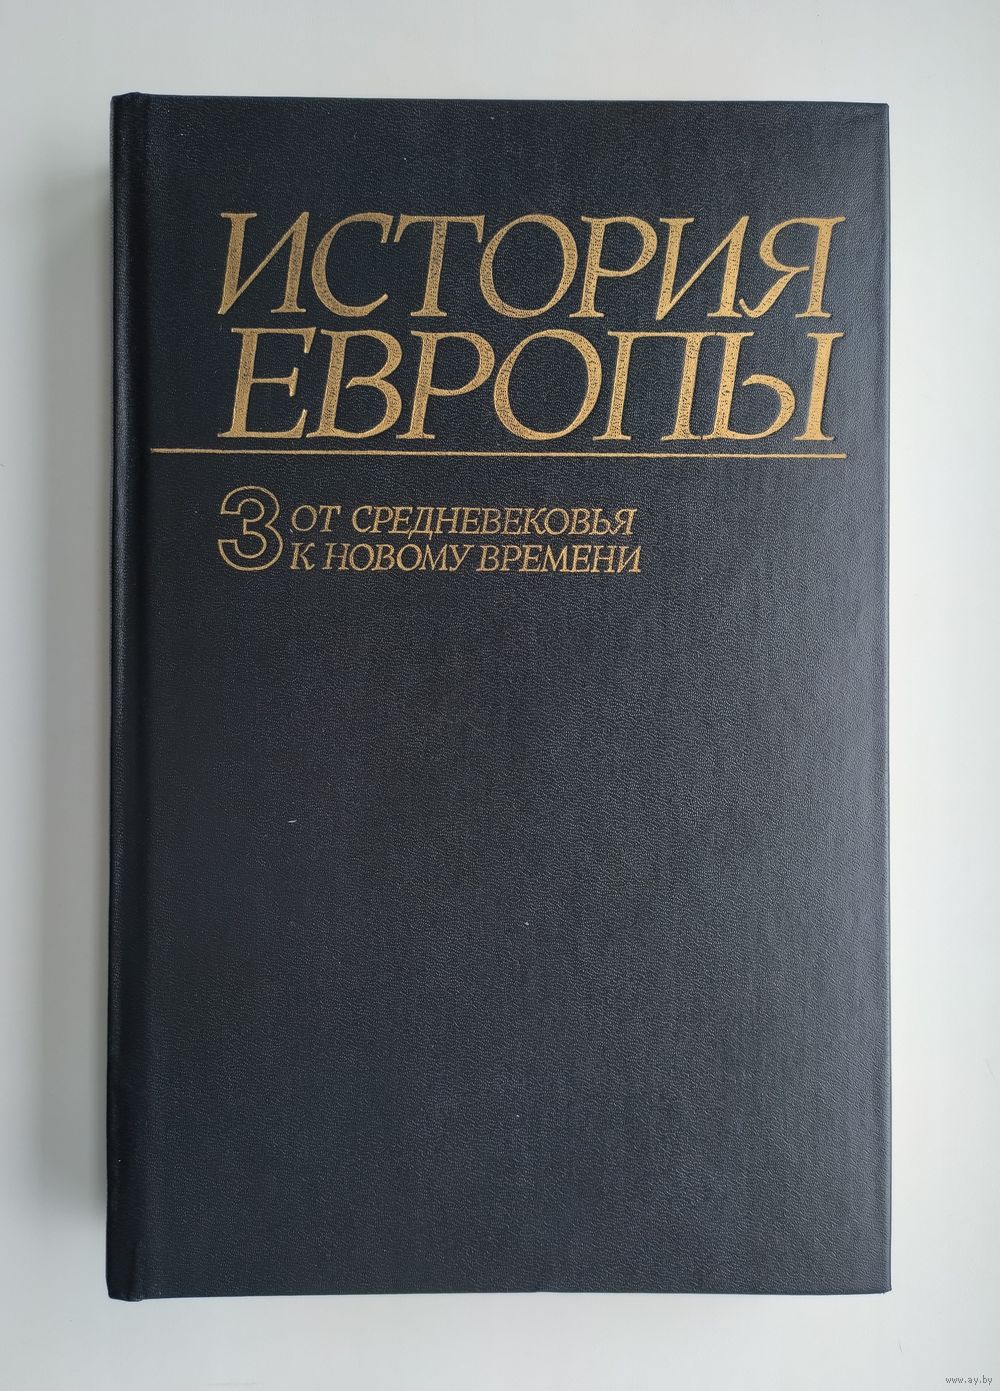 ИСТОРИЯ
ЕВРОПЫ
3 ОТ СРЕДНЕВЕКОВЬЯ
К НОВОМУ ВРЕМЕНИ
www.ay.by